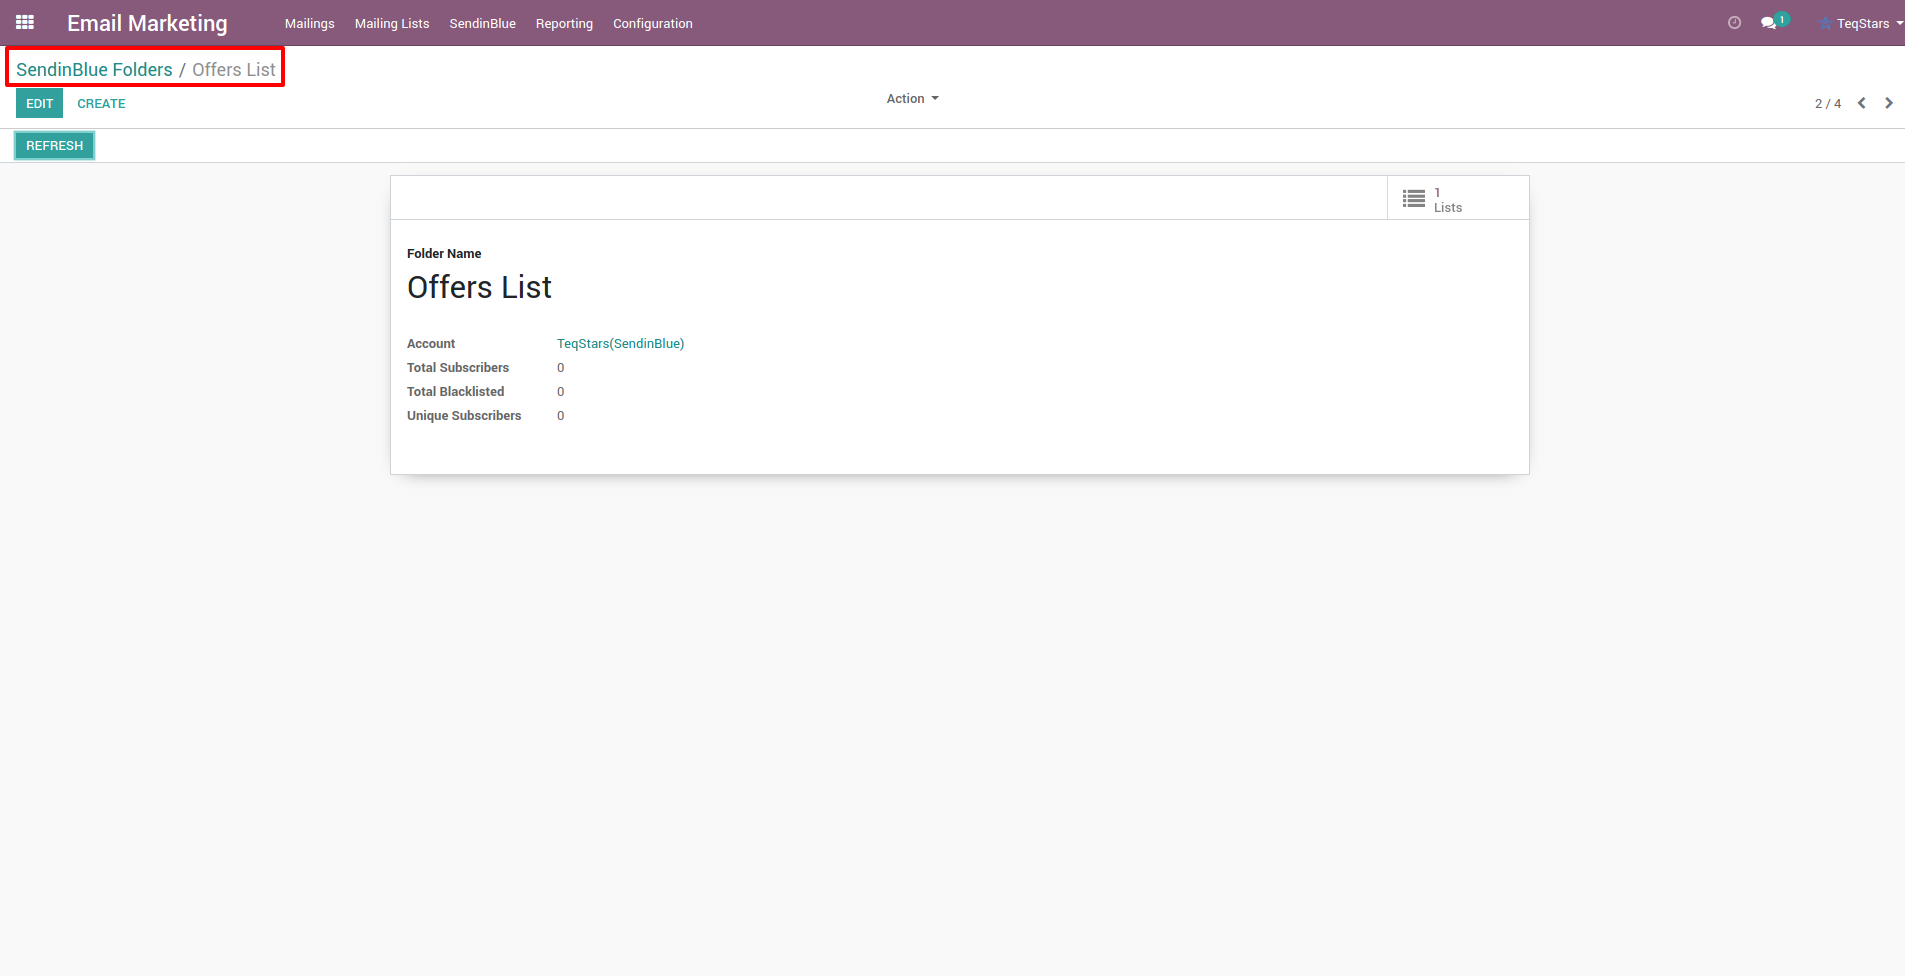 Email Marketing Mailings Mailing Lists SendinBlue Reporting Configuration 1 TeqStars
SendinBlue Folders / Offers List
EDIT CREATE Action 2 / 4
REFRESH
1
Lists
Folder Name
Offers List
Account TeqStars(SendinBlue)
Total Subscribers 0
Total Blacklisted 0
Unique Subscribers 0